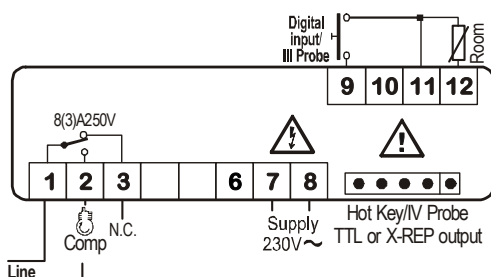 Digital
input/
III Probe
Room
9 10 11 12
8(3)A250V
1 2 3 6 7 8
Comp
N.C.
Supply
230V ~
Hot Key/IV Probe
TTL or X-REP output
Line